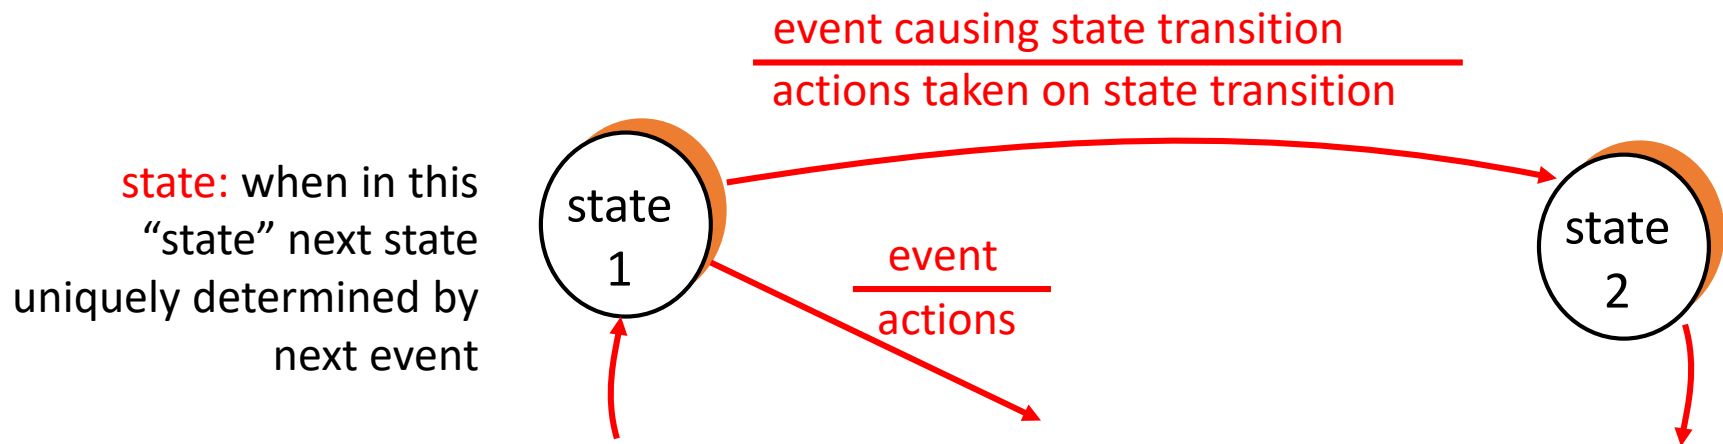 event causing state transition
actions taken on state transition
state: when in this
“state” next state
uniquely determined by
next event
state
1
event
actions
state
2